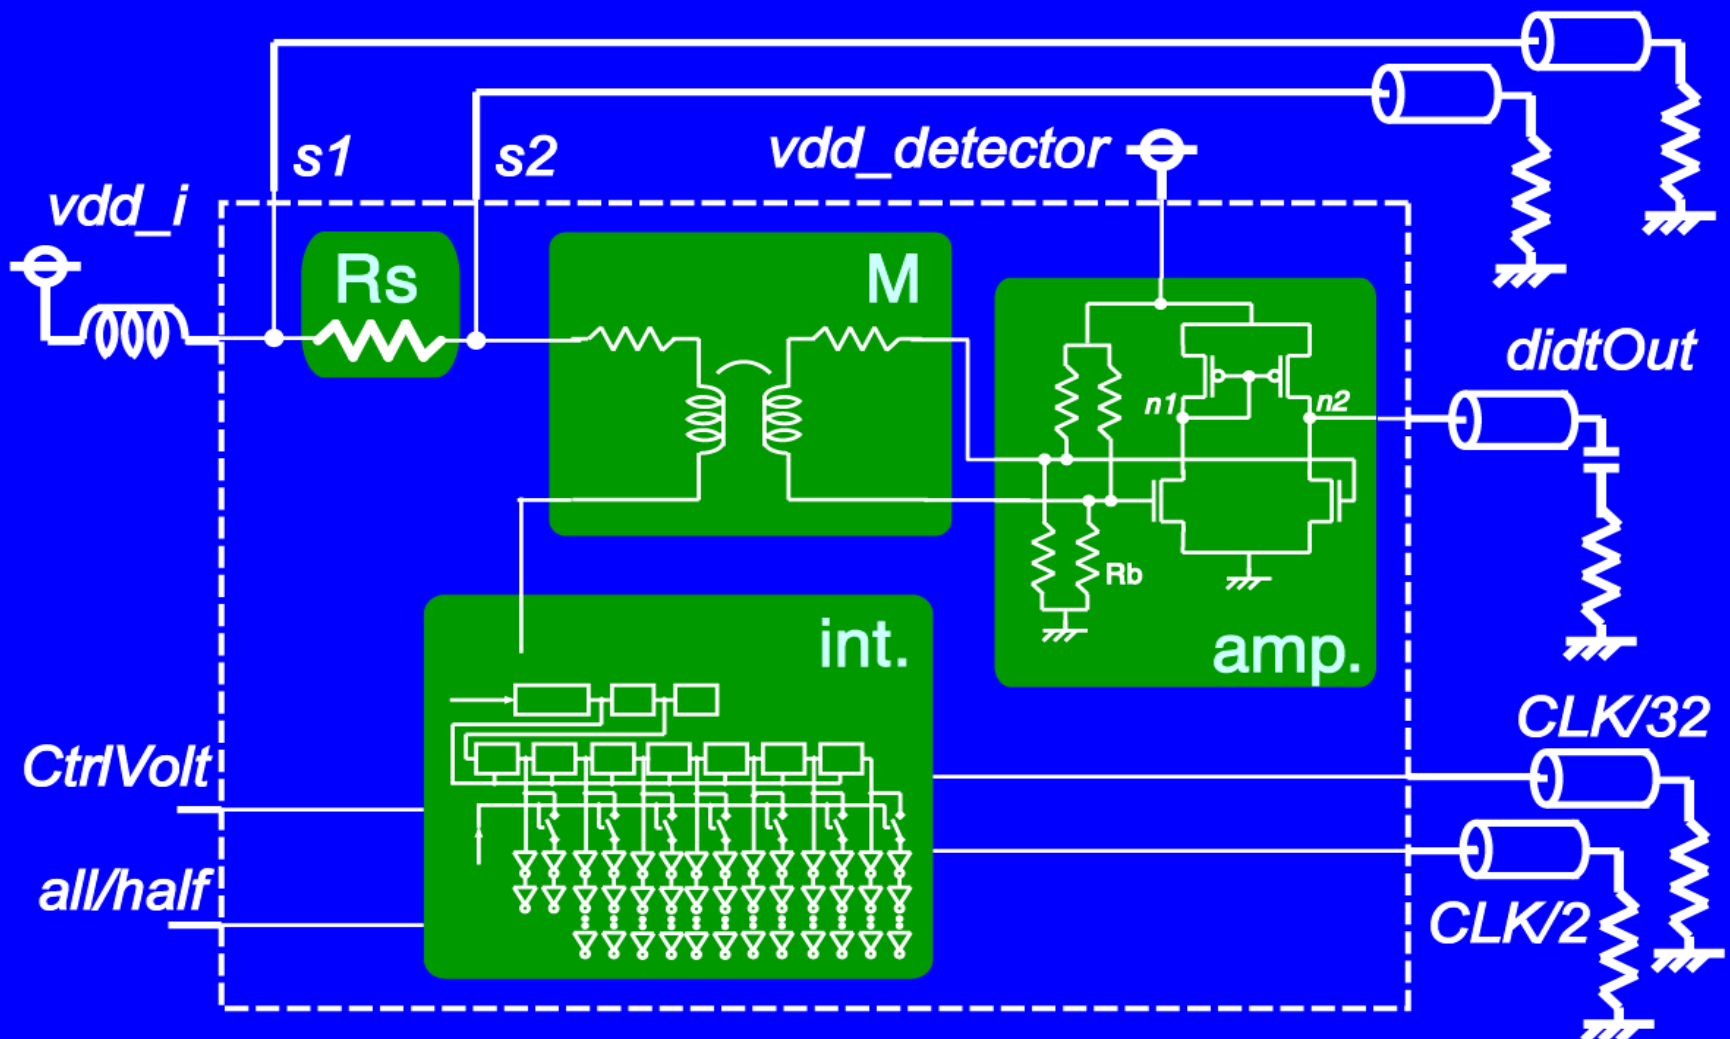 s1
s2
vdd_detector
vdd_i
Rs
M
didtOut
n1
n2
Rb
int.
amp.
CLK/32
CtrlVolt
all/half
CLK/2